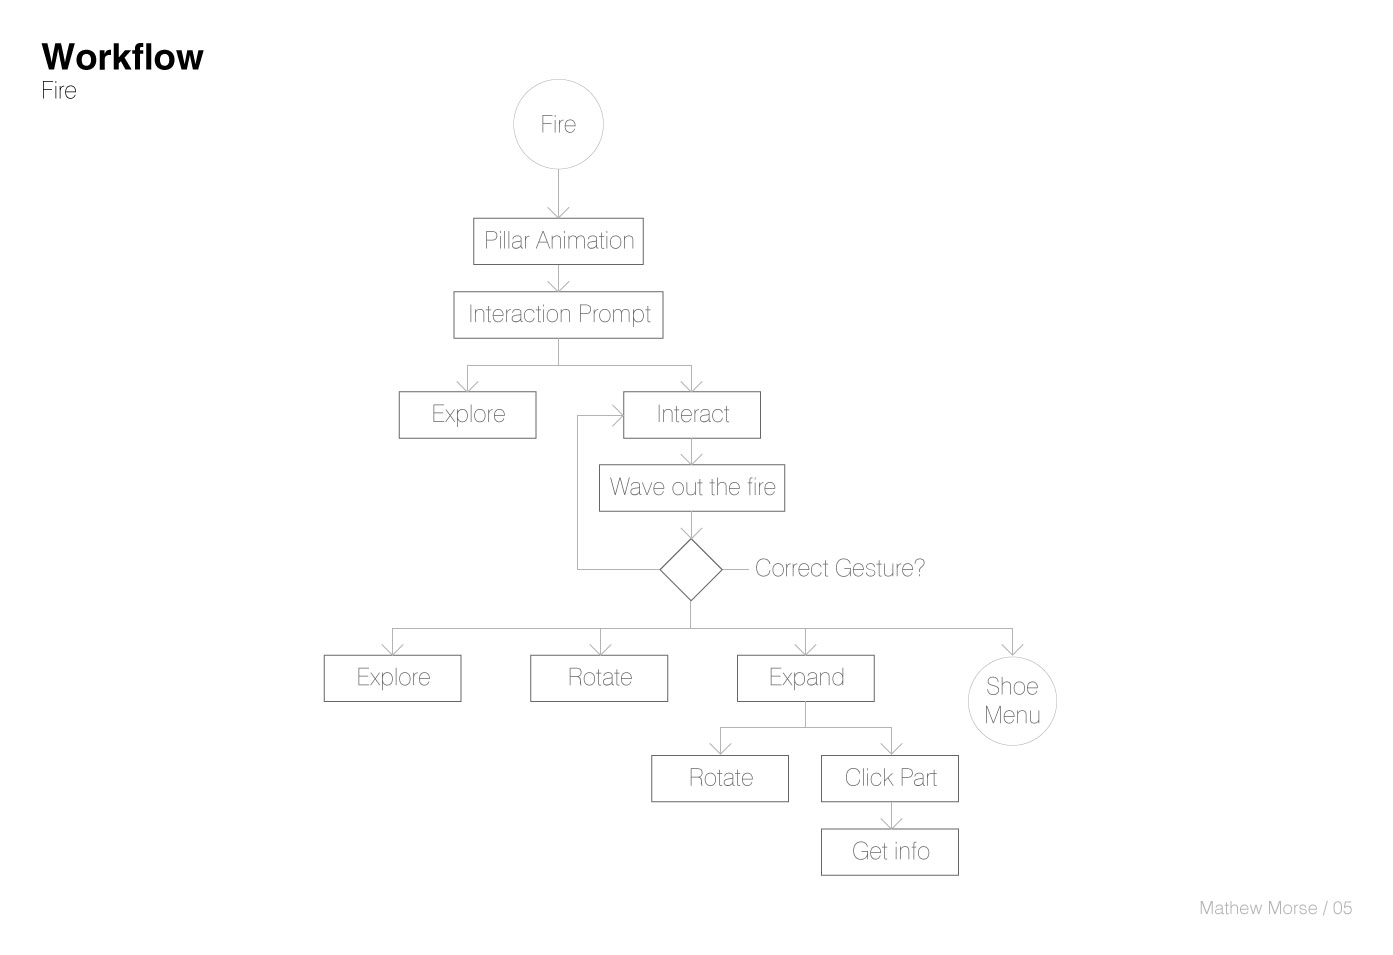 Workflow
Fire
Fire
Pillar Animation
Interaction Prompt
Explore
Interact
Wave out the fire
Correct Gesture?
Explore
Rotate
Expand
Shoe
Menu
Rotate
Click Part
Get info
Mathew Morse / 05